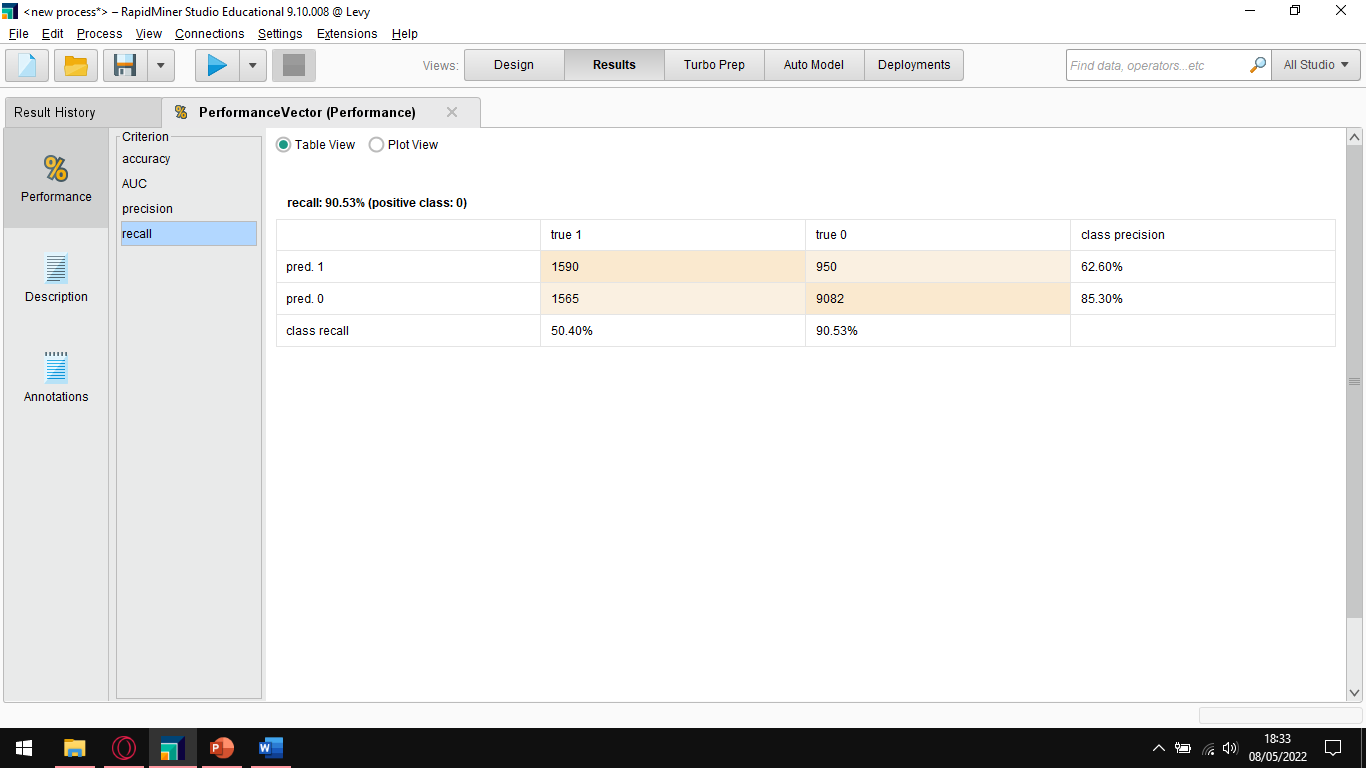 <new process*> – RapidMiner Studio Educational 9.10.008 @ Levy
File Edit Process View Connections Settings Extensions Help
Views: Design Results Turbo Prep Auto Model Deployments Find data, operators...etc All Studio
Result History % PerformanceVector (Performance)
Criterion
accuracy
AUC
precision
recall
%
Performance
Description
Annotations
Table View Plot View
recall: 90.53% (positive class: 0)
true 1 true 0 class precision
pred. 1 1590 950 62.60%
pred. 0 1565 9082 85.30%
class recall 50.40% 90.53%
P W
18:33
08/05/2022